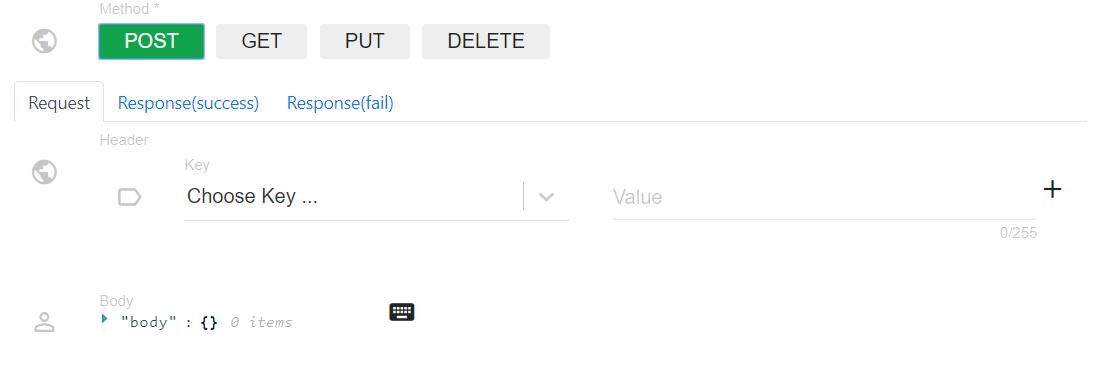 Method *
POST GET PUT DELETE
Request Response(success) Response(fail)
Header
Key
Choose Key ... Value
0/255
Body
"body" : {} 0 items